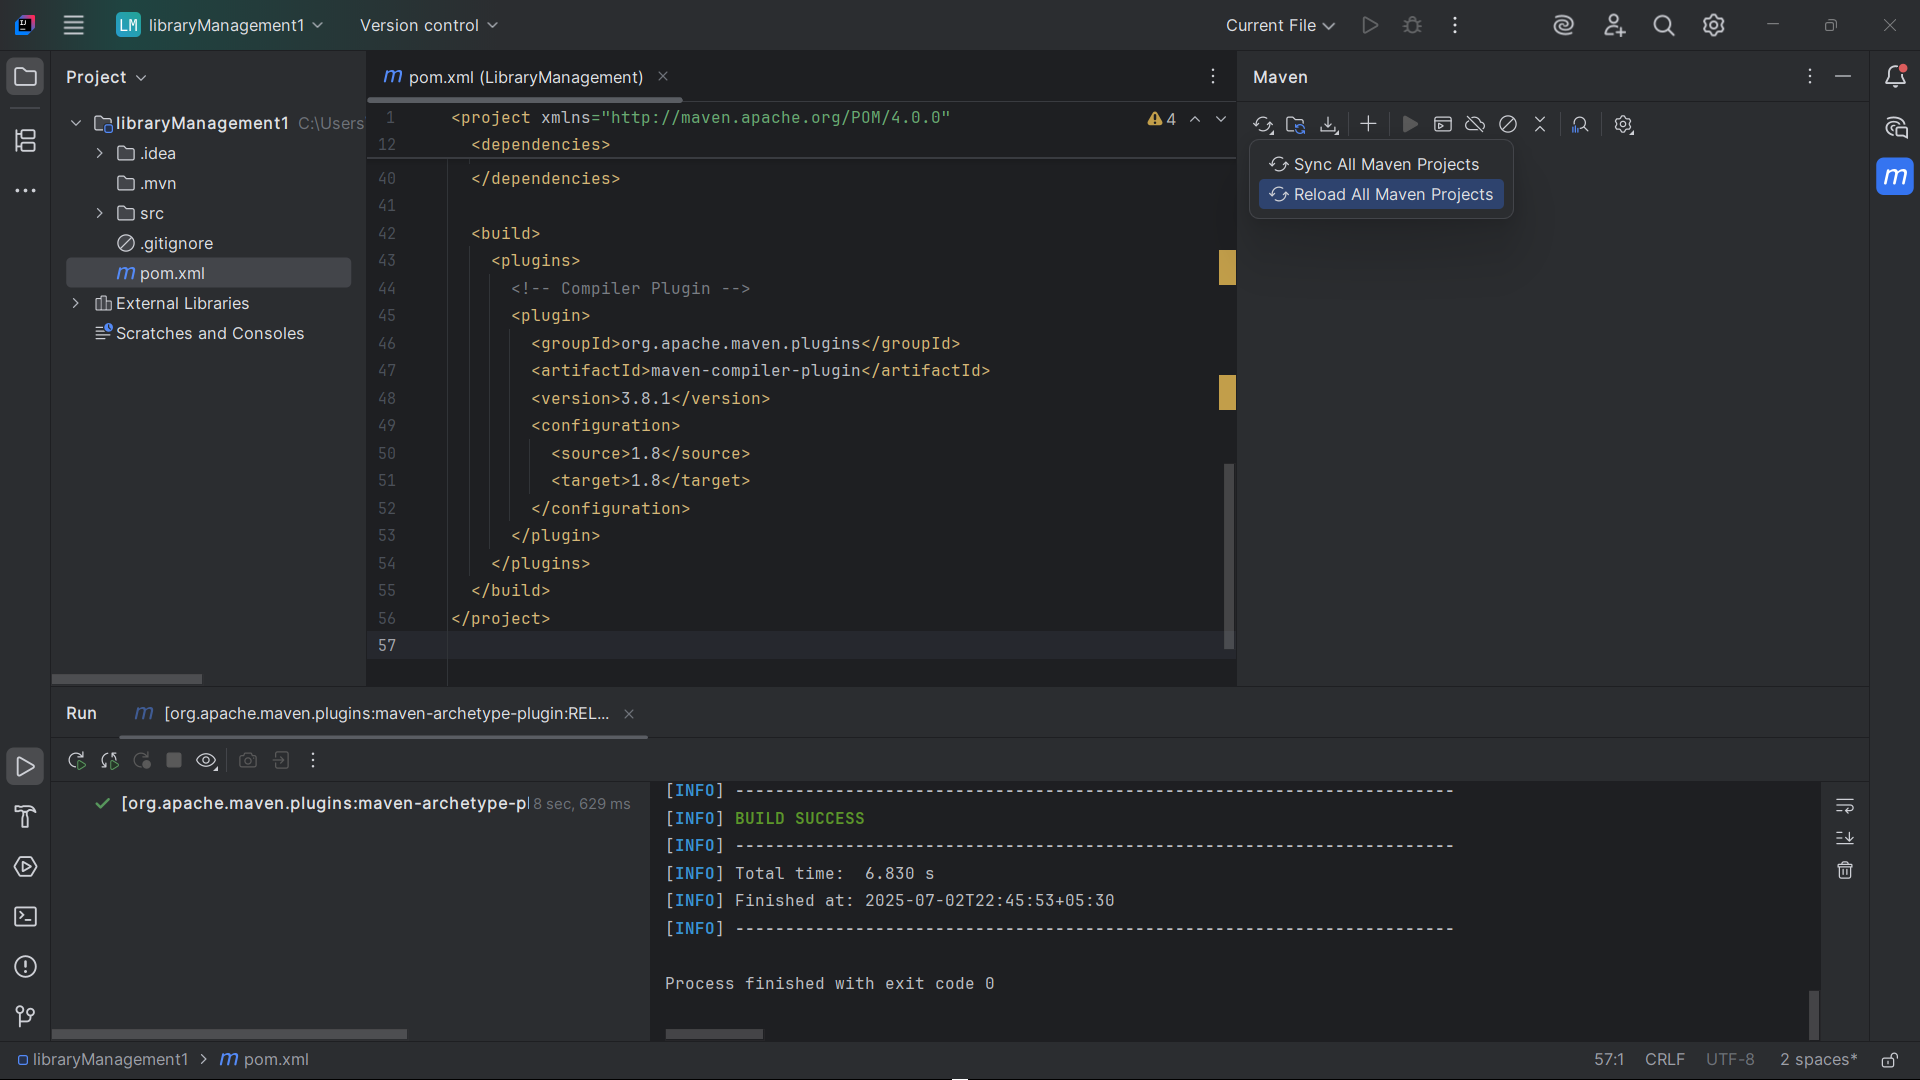 LM libraryManagement1 Version control Current File
Project
libraryManagement1 C:\Users
.idea
.mvn
src
.gitignore
m pom.xml
External Libraries
Scratches and Consoles
m pom.xml (LibraryManagement)
1 <project xmlns="http://maven.apache.org/POM/4.0.0" 4
12 <dependencies>
40 </dependencies>
41
42 <build>
43 <plugins>
44 <!-- Compiler Plugin -->
45 <plugin>
46 <groupId>org.apache.maven.plugins</groupId>
47 <artifactId>maven-compiler-plugin</artifactId>
48 <version>3.8.1</version>
49 <configuration>
50 <source>1.8</source>
51 <target>1.8</target>
52 </configuration>
53 </plugin>
54 </plugins>
55 </build>
56 </project>
57
Maven
Sync All Maven Projects
Reload All Maven Projects
m
Run m [org.apache.maven.plugins:maven-archetype-plugin:REL...
[org.apache.maven.plugins:maven-archetype-p 8 sec, 629 ms
[INFO] ------------------------------------------------------------------------
[INFO] BUILD SUCCESS
[INFO] ------------------------------------------------------------------------
[INFO] Total time:  6.830 s
[INFO] Finished at: 2025-07-02T22:45:53+05:30
[INFO] ------------------------------------------------------------------------
Process finished with exit code 0
libraryManagement1 > m pom.xml 57:1 CRLF UTF-8 2 spaces*